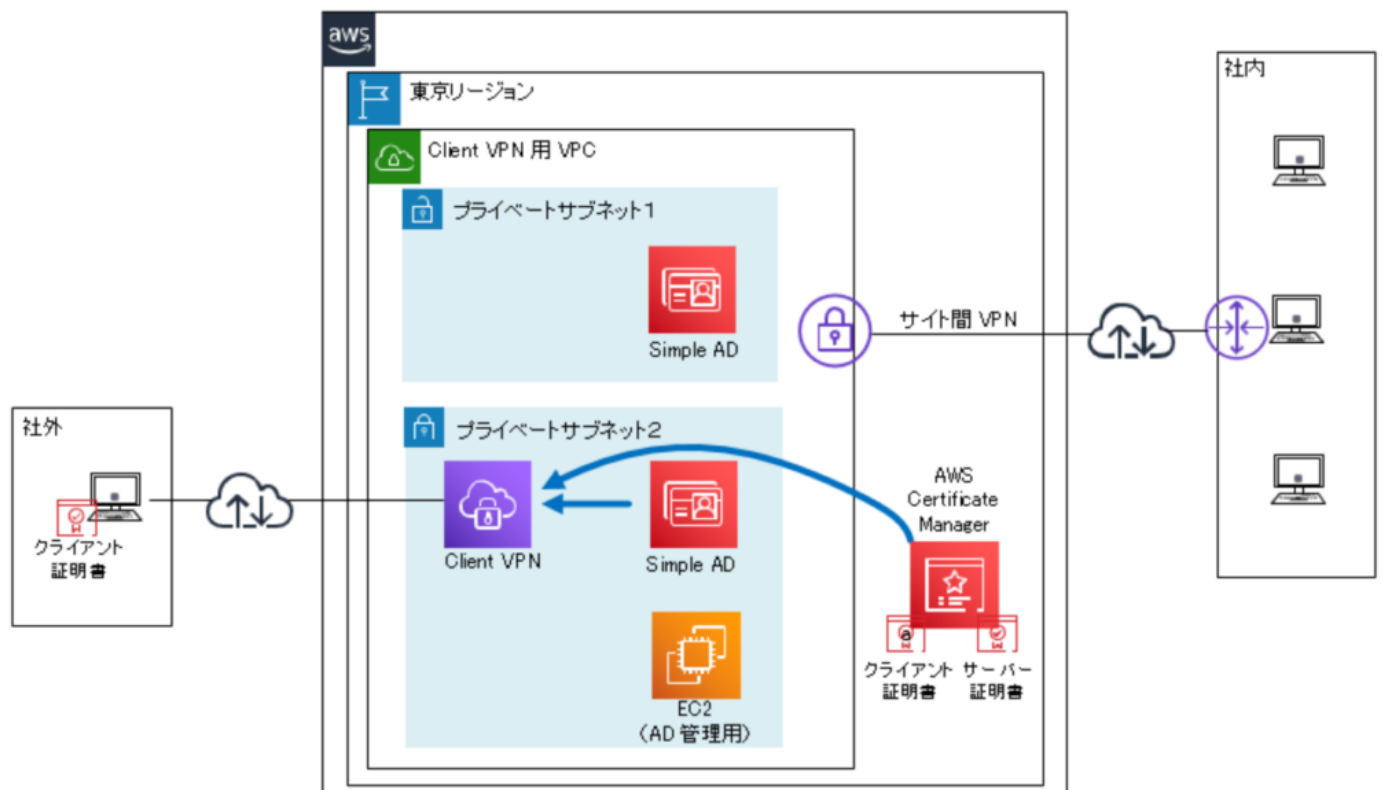 aws
東京リージョン
Client VPN 用 VPC
プライベートサブネット1
Simple AD
サイト間 VPN
社内
社外
クライアント
証明書
プライベートサブネット2
Client VPN
Simple AD
EC2
(AD 管理用)
AWS
Certificate
Manager
a
クライアント
証明書
サーバー
証明書